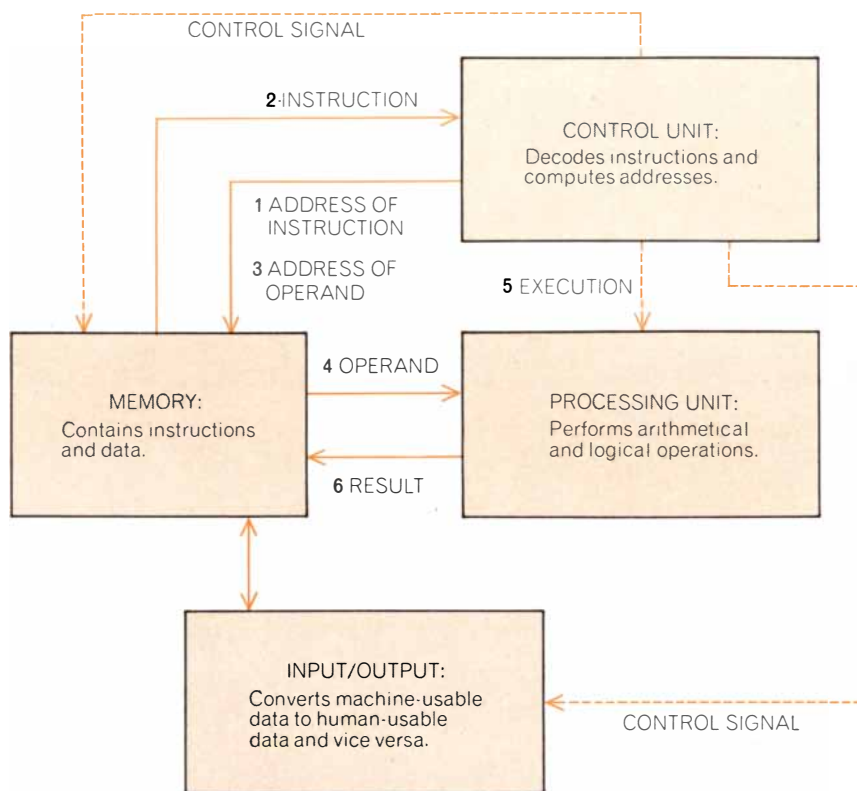 CONTROL SIGNAL
2·INSTRUCTION
CONTROL UNIT:
Decodes instructions and
computes addresses.
1 ADDRESS OF
INSTRUCTION
3 ADDRESS OF
OPERAND
5 EXECUTION
4 OPERAND
MEMORY:
Contains instructions
and data.
PROCESSING UNIT:
Performs arithmetical
and logical operations.
6 RESULT
INPUT/OUTPUT:
Converts machine-usable
data to human-usable
data and vice versa.
CONTROL SIGNAL